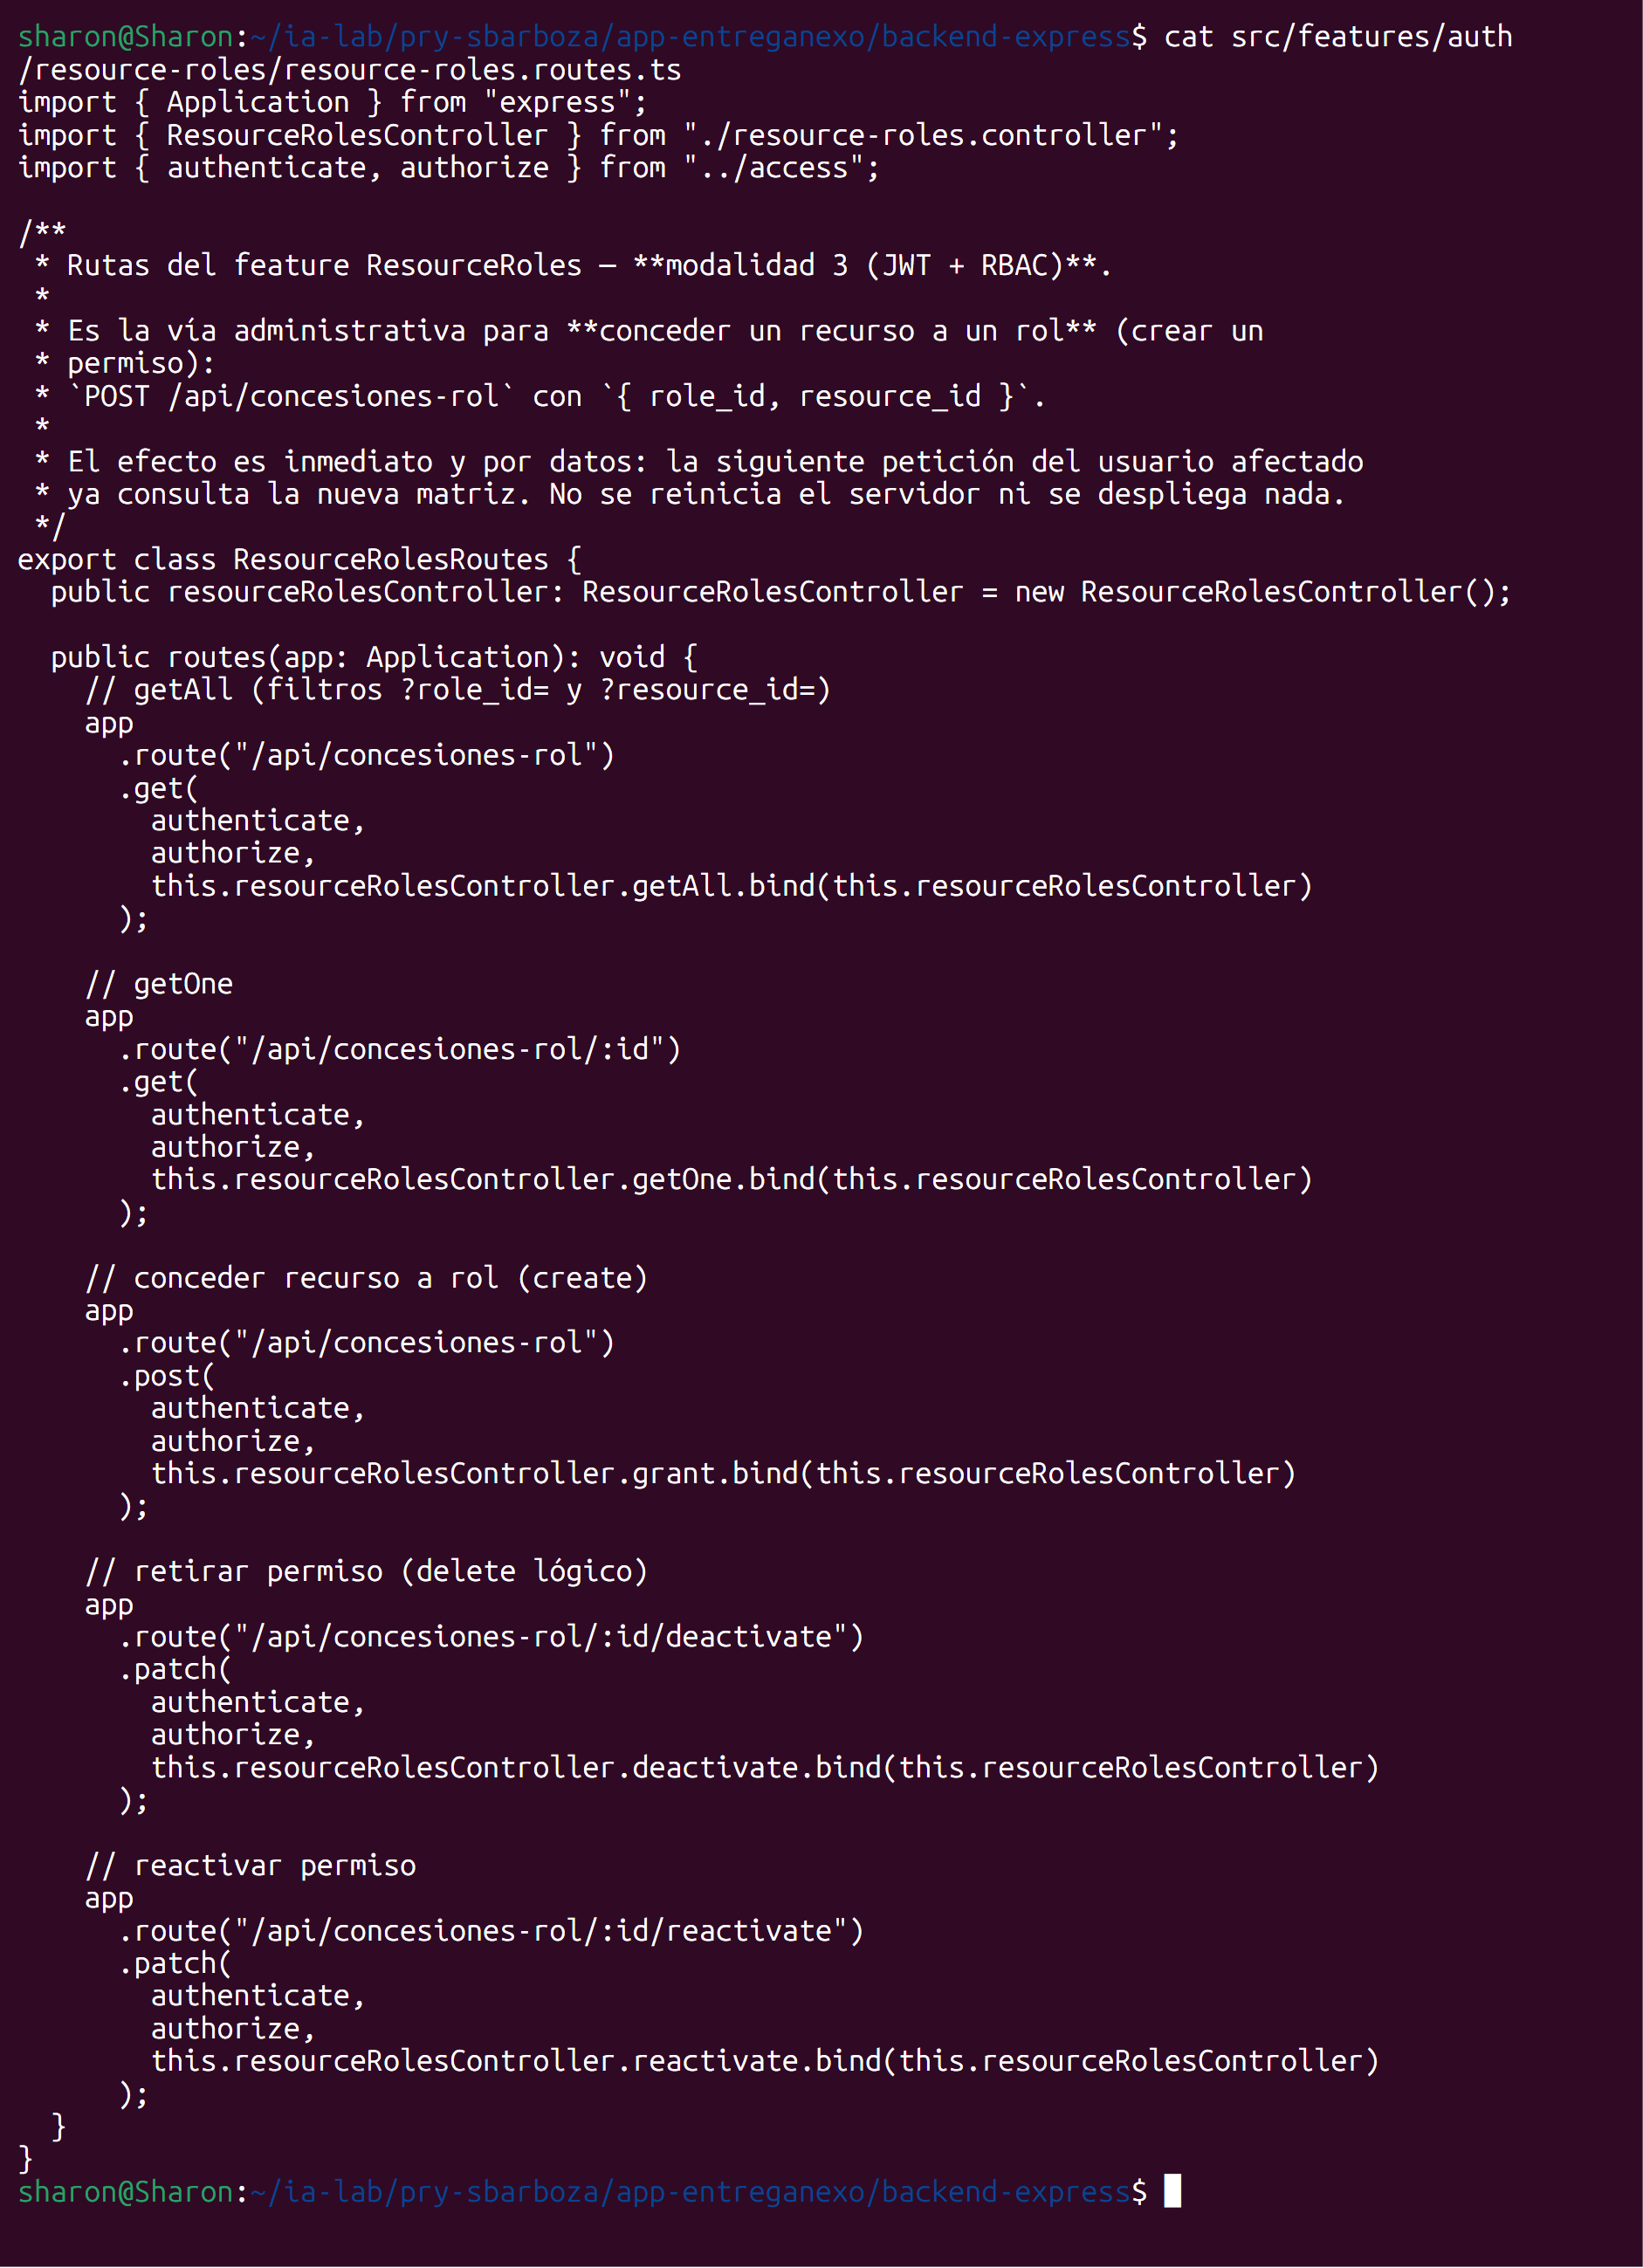 sharon@Sharon:~/ia-lab/pry-sbarboza/app-entreganexo/backend-express$ cat src/features/auth
/resource-roles/resource-roles.routes.ts
import { Application } from "express";
import { ResourceRolesController } from "./resource-roles.controller";
import { authenticate, authorize } from "../access";

/**
 * Rutas del feature ResourceRoles — **modalidad 3 (JWT + RBAC)**.
 *
 * Es la vía administrativa para **conceder un recurso a un rol** (crear un
 * permiso):
 * `POST /api/concesiones-rol` con `{ role_id, resource_id }`.
 *
 * El efecto es inmediato y por datos: la siguiente petición del usuario afectado
 * ya consulta la nueva matriz. No se reinicia el servidor ni se despliega nada.
 */
export class ResourceRolesRoutes {
  public resourceRolesController: ResourceRolesController = new ResourceRolesController();

  public routes(app: Application): void {
    // getAll (filtros ?role_id= y ?resource_id=)
    app
      .route("/api/concesiones-rol")
      .get(
        authenticate,
        authorize,
        this.resourceRolesController.getAll.bind(this.resourceRolesController)
      );

    // getOne
    app
      .route("/api/concesiones-rol/:id")
      .get(
        authenticate,
        authorize,
        this.resourceRolesController.getOne.bind(this.resourceRolesController)
      );

    // conceder recurso a rol (create)
    app
      .route("/api/concesiones-rol")
      .post(
        authenticate,
        authorize,
        this.resourceRolesController.grant.bind(this.resourceRolesController)
      );

    // retirar permiso (delete lógico)
    app
      .route("/api/concesiones-rol/:id/deactivate")
      .patch(
        authenticate,
        authorize,
        this.resourceRolesController.deactivate.bind(this.resourceRolesController)
      );

    // reactivar permiso
    app
      .route("/api/concesiones-rol/:id/reactivate")
      .patch(
        authenticate,
        authorize,
        this.resourceRolesController.reactivate.bind(this.resourceRolesController)
      );
  }
}
sharon@Sharon:~/ia-lab/pry-sbarboza/app-entreganexo/backend-express$